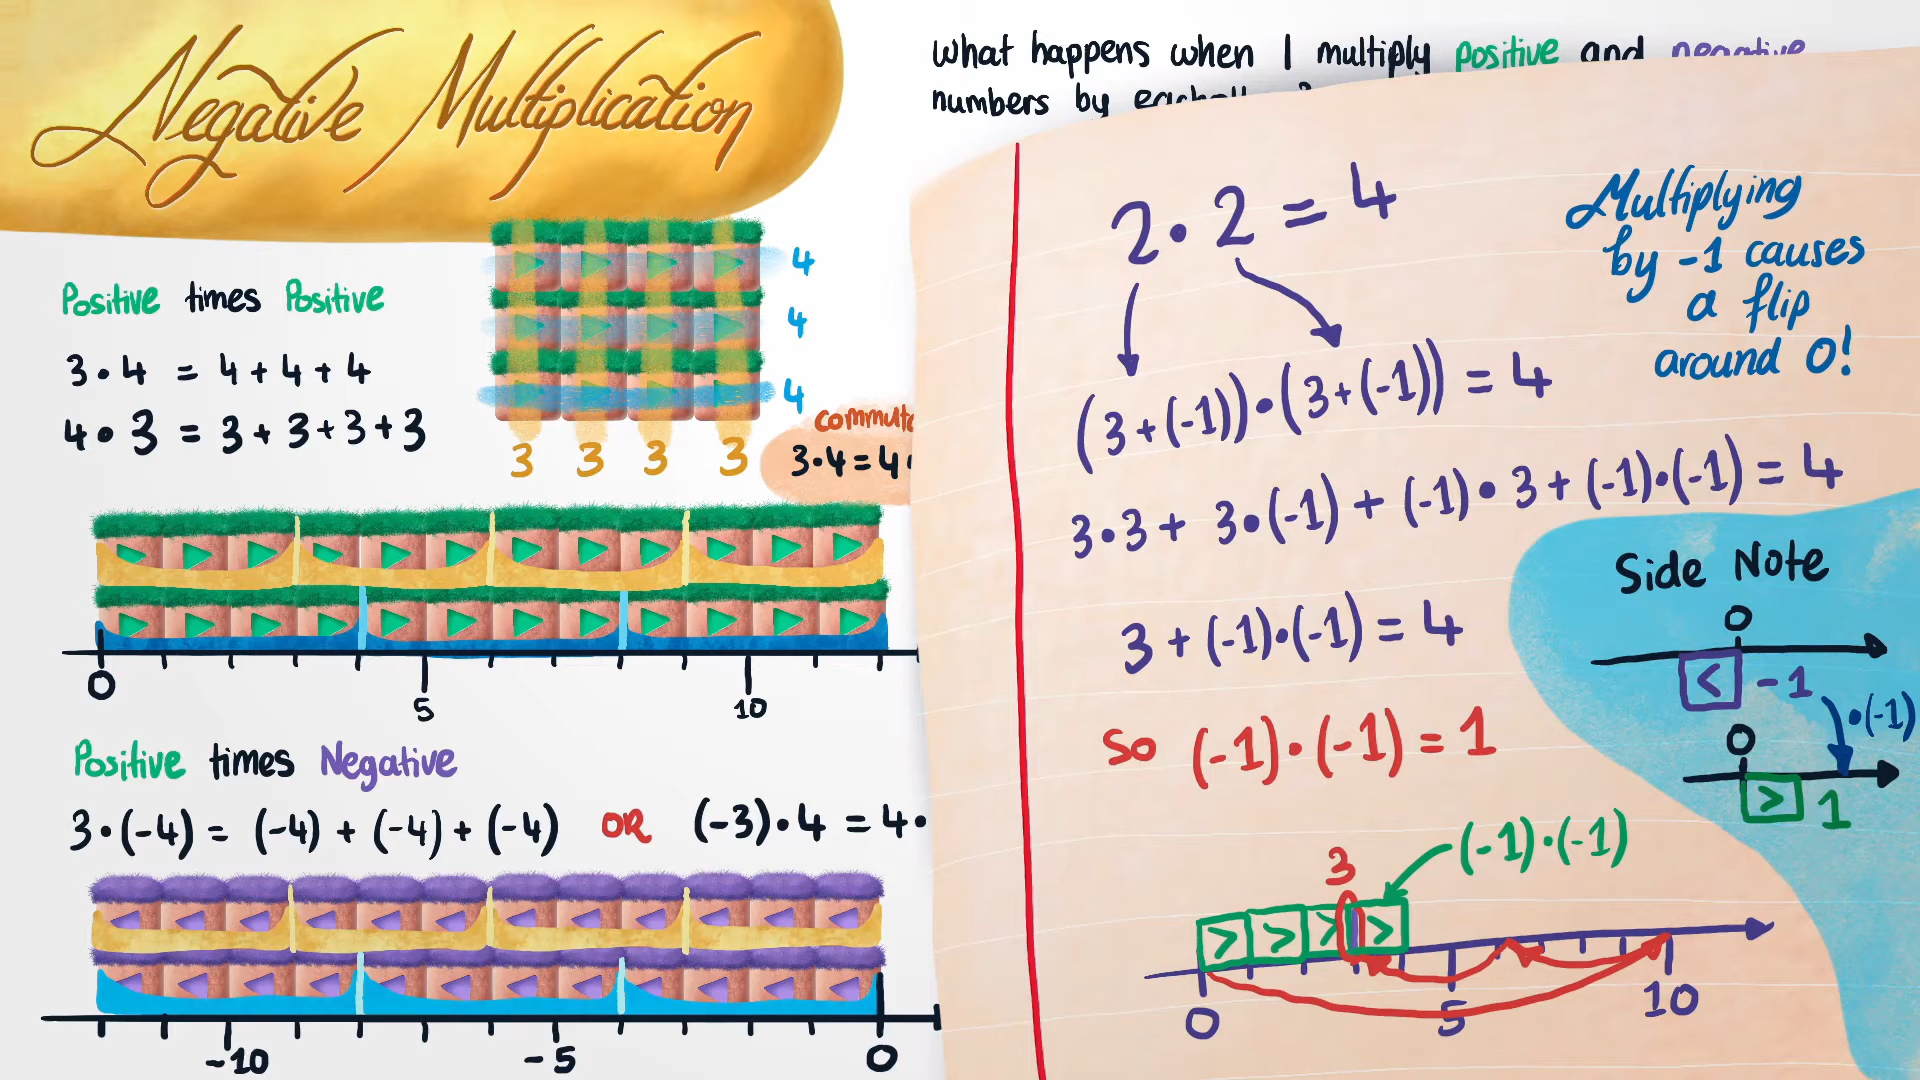 Negative Multiplication
What happens when I multiply positive and negative
numbers by
Positive times Positive
3·4 = 4+4+4
4·3 = 3+3+3+3
4
4
4
3 3 3 3
3·4=4·
0 5 10
Positive times Negative
3·(-4) = (-4) + (-4) + (-4) OR (-3)·4 = 4·
-10 -5 0
2·2=4
(3+(-1))·(3+(-1)) = 4
3·3+ 3·(-1) + (-1)·3+(-1)·(-1) = 4
3+(-1)·(-1) = 4
So (-1)·(-1) = 1
Multiplying
by -1 causes
a flip
around 0!
Side Note
0
< -1
·(-1)
0
> 1
(-1)·(-1)
3
> > > >
0 5 10